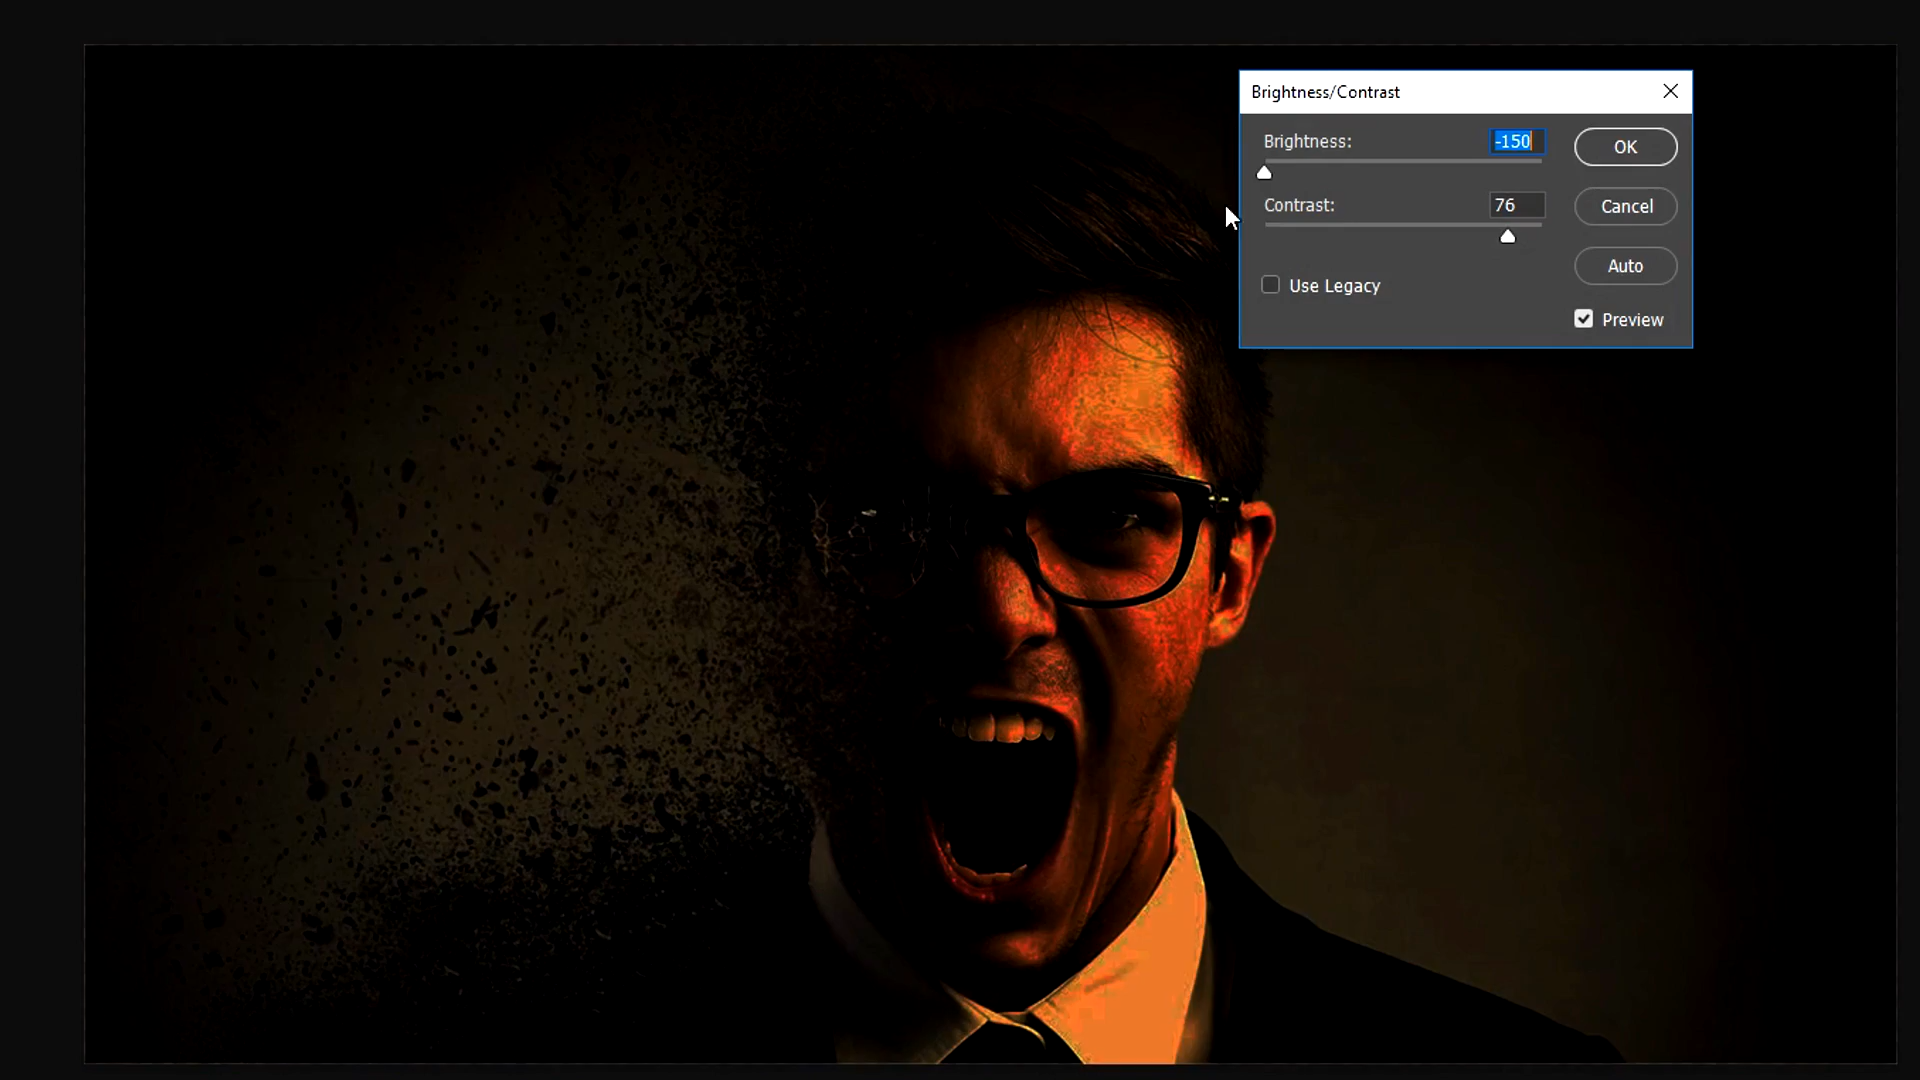 Brightness/Contrast
Brightness: -150
OK
Contrast: 76
Cancel
Auto
Use Legacy
Preview